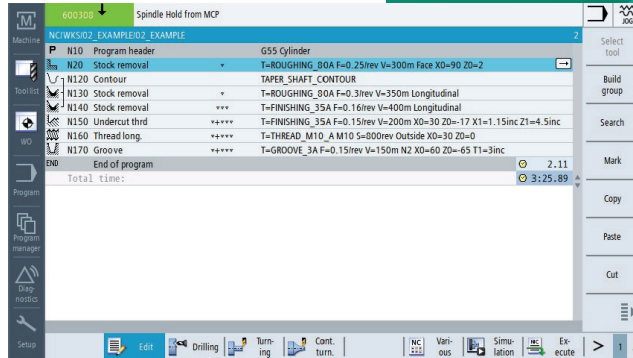 600308 Spindle Hold from MCP
JOG
Machine
NC/WKS/02_EXAMPLE/02_EXAMPLE 2
Select tool
P N10 Program header G55 Cylinder
N20 Stock removal ▿ T=ROUGHING_80A F=0.25/rev V=300m Face X0=90 Z0=2
N120 Contour TAPER_SHAFT_CONTOUR
Build group
Tool list
N130 Stock removal ▿ T=ROUGHING_80A F=0.3/rev V=350m Longitudinal
N140 Stock removal ▿▿▿ T=FINISHING_35A F=0.16/rev V=400m Longitudinal
N150 Undercut thrd ▿+▿▿▿ T=FINISHING_35A F=0.15/rev V=200m X0=30 Z0=-17 X1=1.15inc Z1=4.5inc
Search
WO
N160 Thread long. ▿+▿▿▿ T=THREAD_M10_A M10 S=800rev Outside X0=30 Z0=0
N170 Groove ▿+▿▿▿ T=GROOVE_3A F=0.15/rev V=150m N2 X0=60 Z0=-65 T1=3inc
END End of program 2.11
Mark
Total time: 3:25.89
Program
Copy
Program manager
Paste
Cut
Diag-nostics
Setup
Edit
Drilling
Turn-ing
Cont. turn.
NC
Vari-ous
Simu-lation
NC
Ex-ecute
> 1